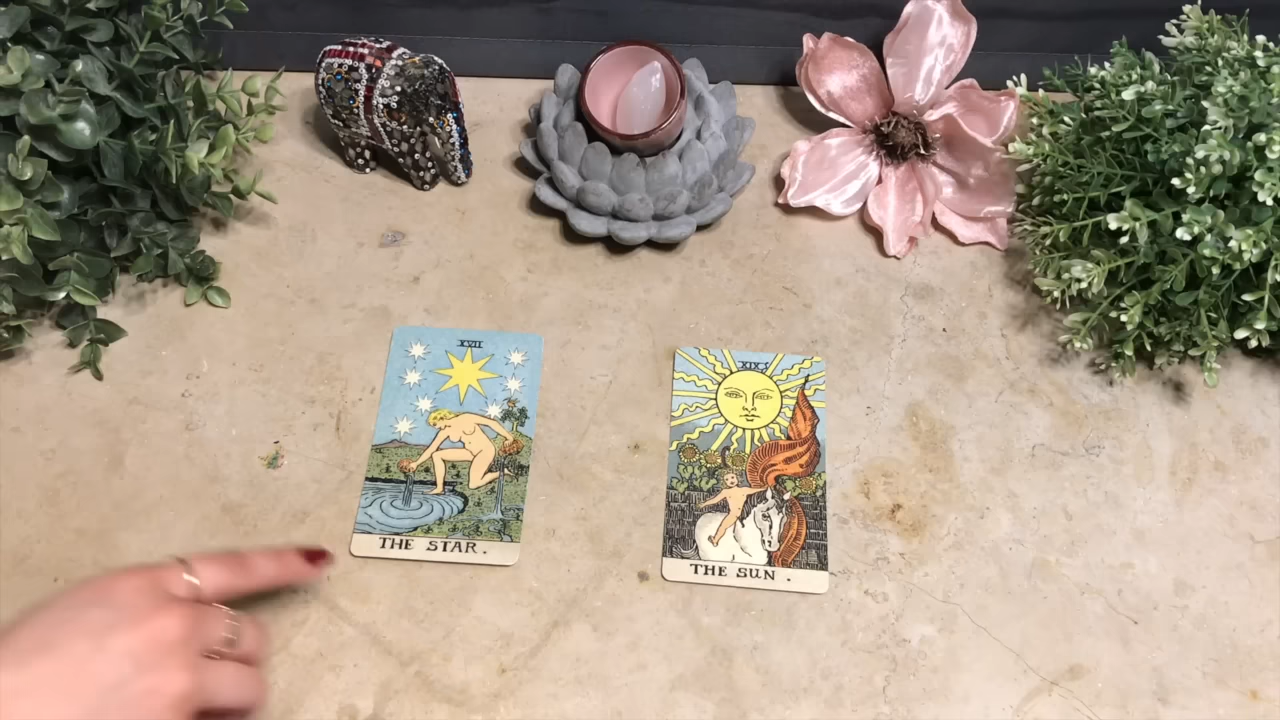 XVII
THE STAR.
XIX
THE SUN .